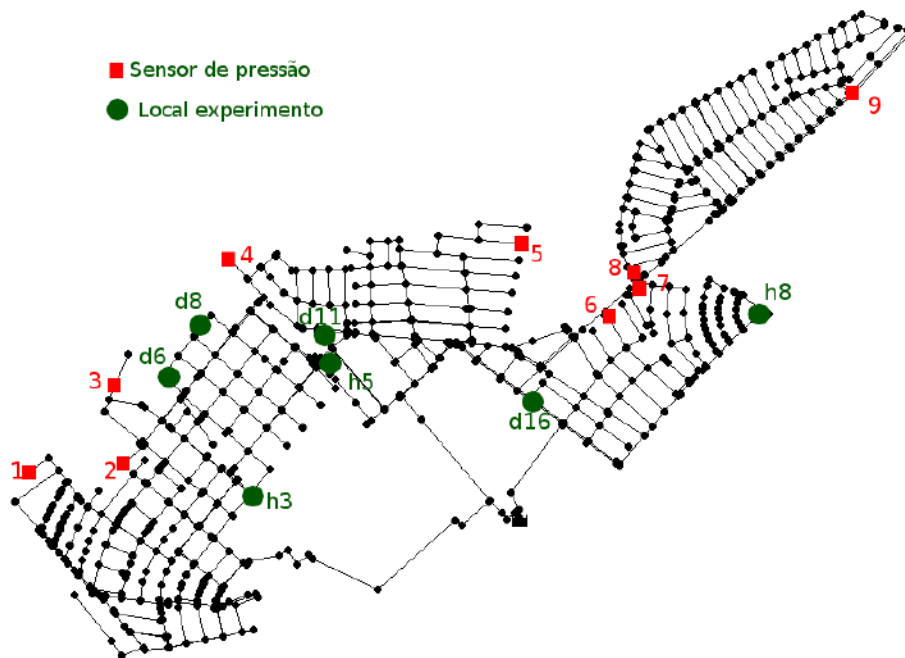 Sensor de pressão
Local experimento
9
4
5
8
7
h8
d8
d11
6
3
d6
h5
d16
1
2
h3